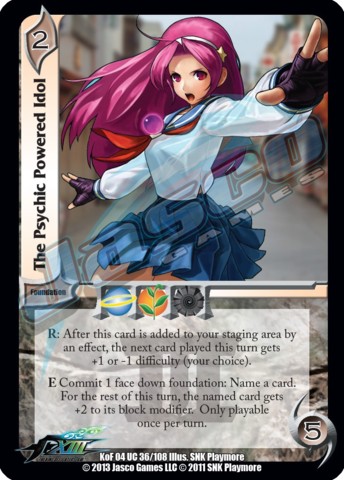 2
The Psychic Powered Idol
JASCO
GAMES
Foundation
R: After this card is added to your staging area by
an effect, the next card played this turn gets
+1 or -1 difficulty (your choice).
E Commit 1 face down foundation: Name a card.
For the rest of this turn, the named card gets
+2 to its block modifier. Only playable
once per turn.
5
XIII
KoF 04 UC 36/108 Illus. SNK Playmore
© 2013 Jasco Games LLC © 2011 SNK Playmore